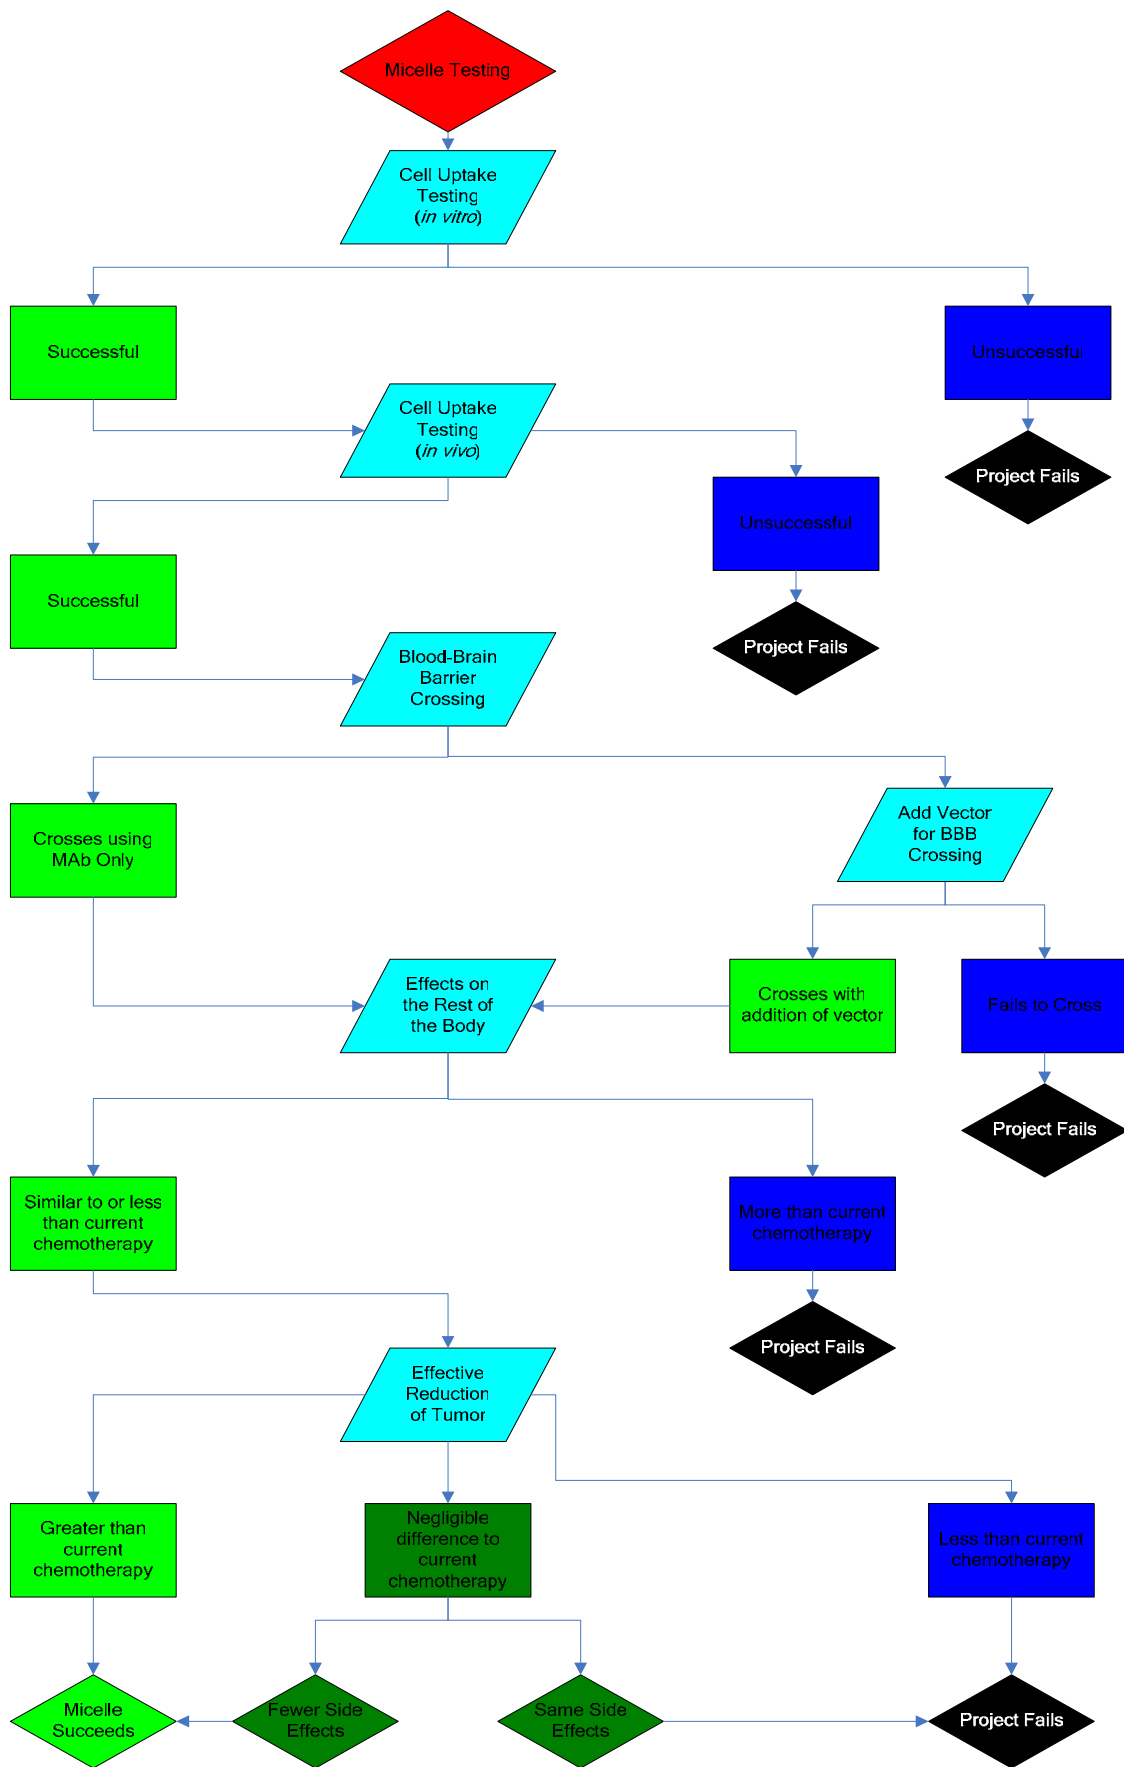 Micelle Testing
Cell Uptake
Testing
(in vitro)
Successful
Unsuccessful
Cell Uptake
Testing
(in vivo)
Project Fails
Unsuccessful
Successful
Project Fails
Blood-Brain
Barrier
Crossing
Crosses using
MAb Only
Add Vector
for BBB
Crossing
Effects on
the Rest of
the Body
Crosses with
addition of vector
Fails to Cross
Project Fails
Similar to or less
than current
chemotherapy
More than current
chemotherapy
Project Fails
Effective
Reduction
of Tumor
Greater than
current
chemotherapy
Negligible
difference to
current
chemotherapy
Less than current
chemotherapy
Micelle
Succeeds
Fewer Side
Effects
Same Side
Effects
Project Fails